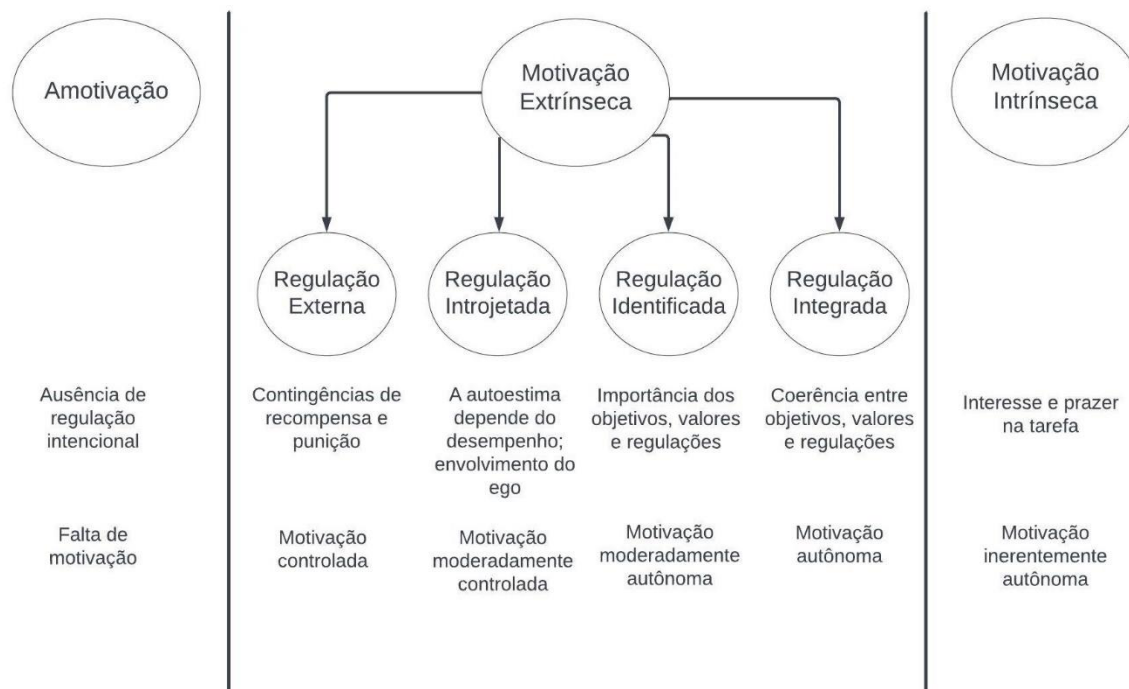 Amotivação
Motivação
Extrínseca
Motivação
Intrínseca
Regulação
Externa
Regulação
Introjetada
Regulação
Identificada
Regulação
Integrada
Ausência de
regulação
intencional
Contingências de
recompensa e
punição
A autoestima
depende do
desempenho;
envolvimento do
ego
Importância dos
objetivos, valores
e regulações
Coerência entre
objetivos, valores
e regulações
Interesse e prazer
na tarefa
Falta de
motivação
Motivação
controlada
Motivação
moderadamente
controlada
Motivação
moderadamente
autônoma
Motivação
autônoma
Motivação
inerentemente
autônoma